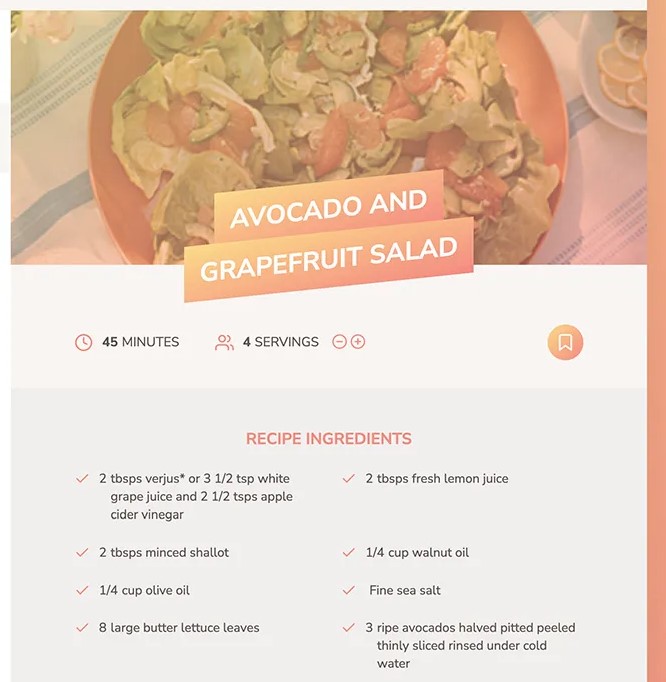 AVOCADO AND
GRAPEFRUIT SALAD
45 MINUTES
4 SERVINGS
RECIPE INGREDIENTS
2 tbsps verjus* or 3 1/2 tsp white
grape juice and 2 1/2 tsps apple
cider vinegar
2 tbsps fresh lemon juice
2 tbsps minced shallot
1/4 cup walnut oil
1/4 cup olive oil
Fine sea salt
8 large butter lettuce leaves
3 ripe avocados halved pitted peeled
thinly sliced rinsed under cold
water